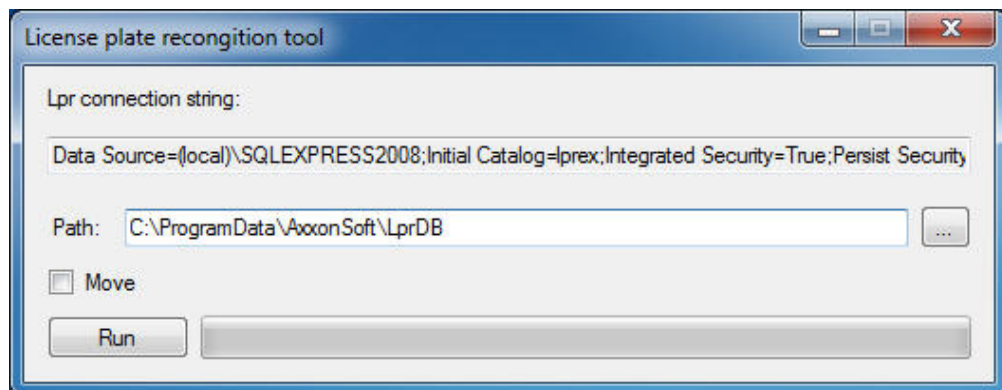 License plate recongition tool
Lpr connection string:
Data Source=(local)\SQLEXPRESS2008;Initial Catalog=lprex;Integrated Security=True;Persist Security
Path: C:\ProgramData\AxxonSoft\LprDB ...
Move
Run